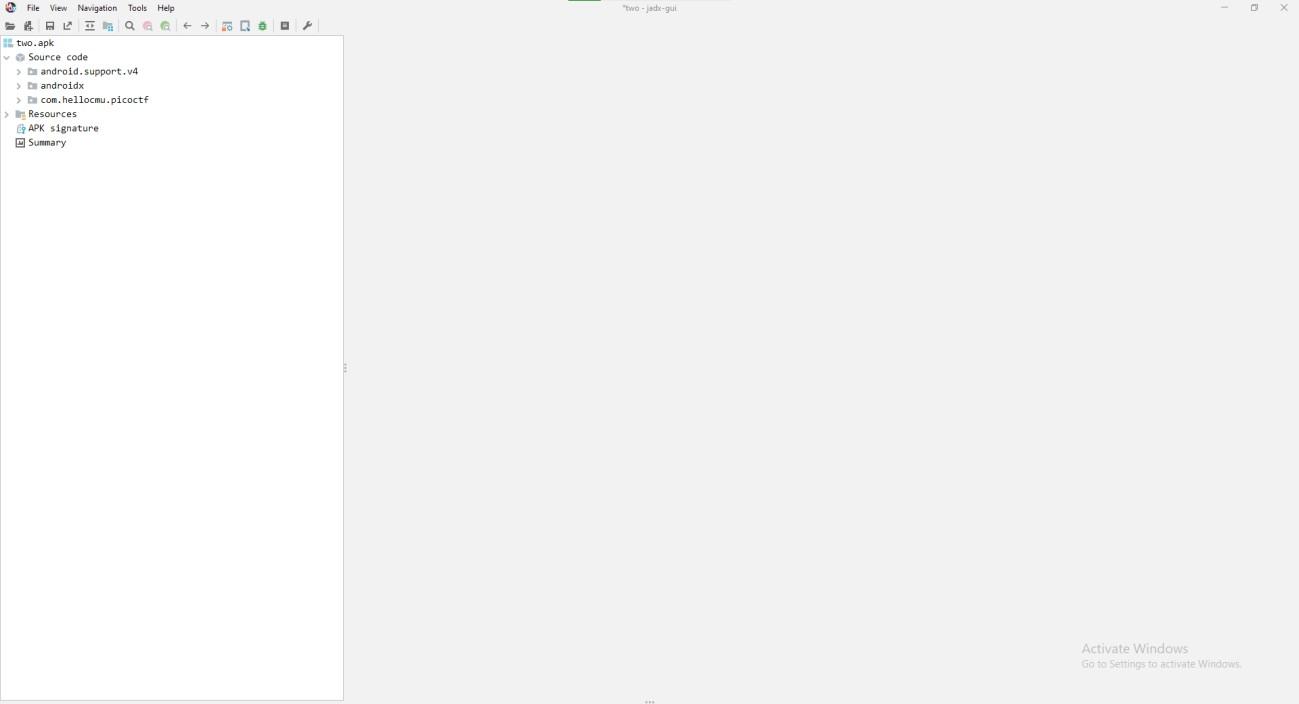 File View Navigation Tools Help
*two - jadx-gui
two.apk
Source code
android.support.v4
androidx
com.hellocmu.picoctf
Resources
APK signature
Summary
Activate Windows
Go to Settings to activate Windows.